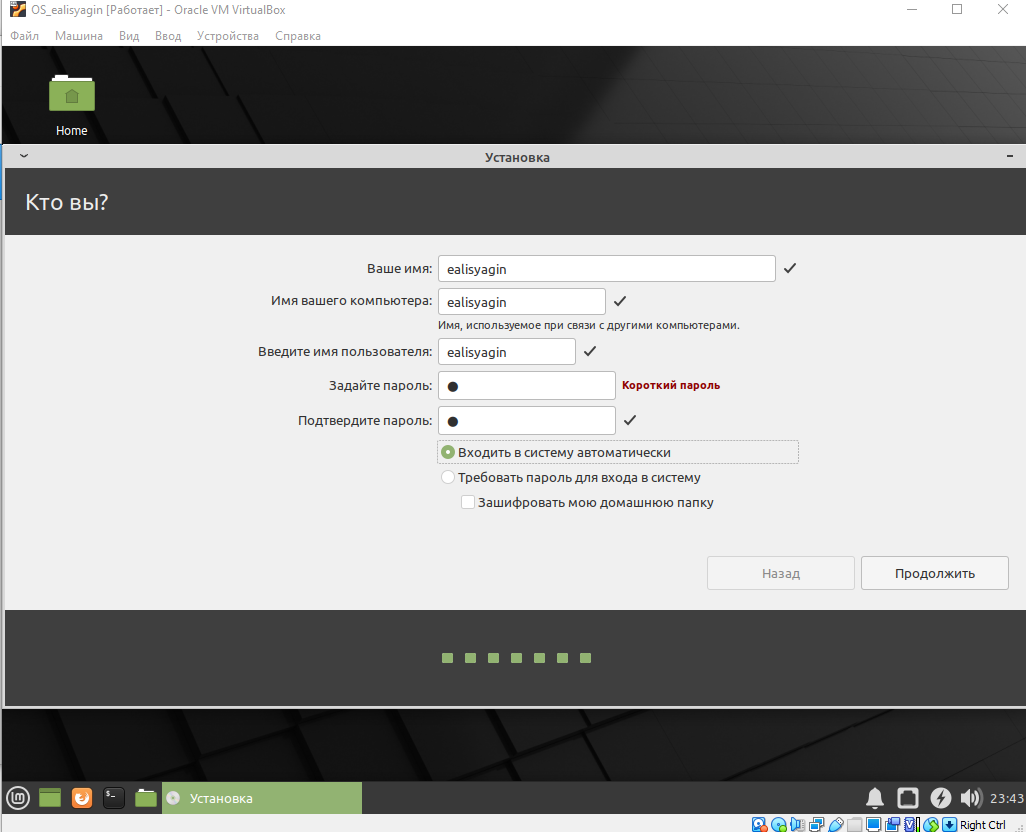 OS_ealisyagin [Работает] - Oracle VM VirtualBox
Файл Машина Вид Ввод Устройства Справка
Home
Установка
Кто вы?
Ваше имя: ealisyagin
Имя вашего компьютера: ealisyagin
Имя, используемое при связи с другими компьютерами.
Введите имя пользователя: ealisyagin
Задайте пароль: ● Короткий пароль
Подтвердите пароль: ●
Входить в систему автоматически
Требовать пароль для входа в систему
Зашифровать мою домашнюю папку
Назад Продолжить
Установка 23:43
Right Ctrl